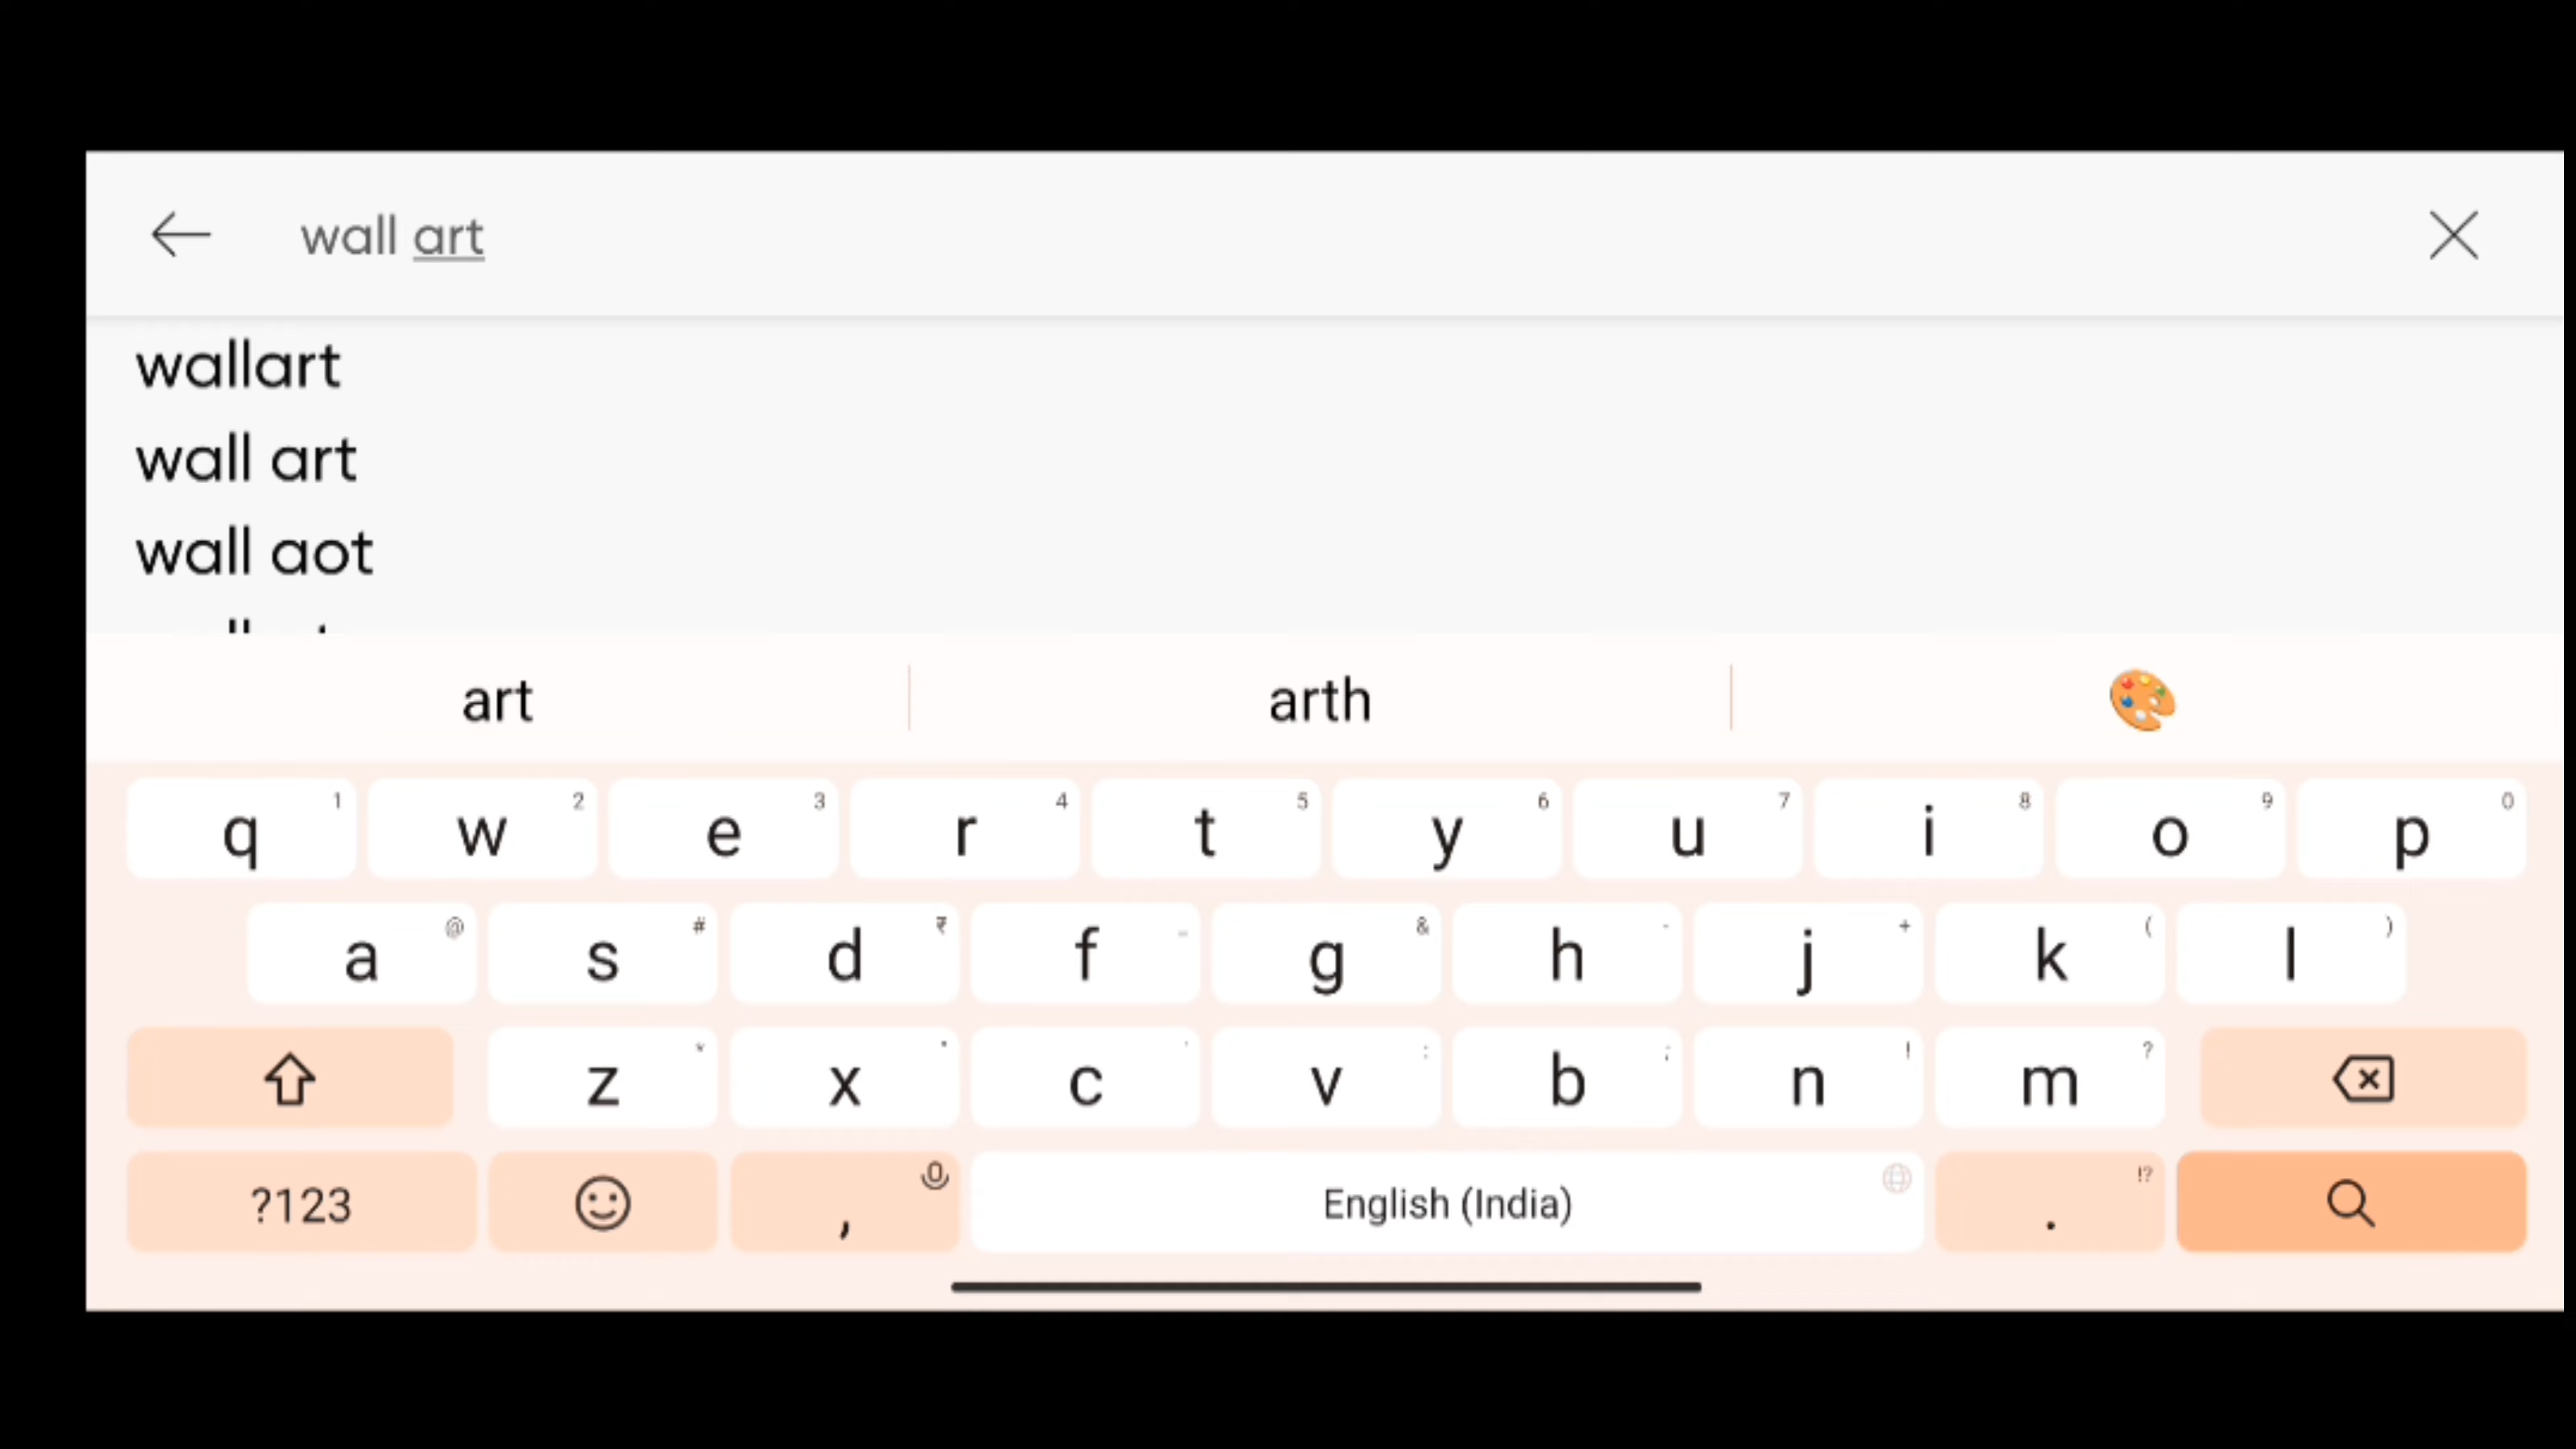 wall art
wallart
wall art
wall aot
art arth
q 1 w 2 e 3 r 4 t 5 y 6 u 7 i 8 o 9 p 0
a @ s # d ₹ f _ g & h - j + k ( l )
z * x " c ' v : b ; n ! m ?
?123 , English (India) . !?